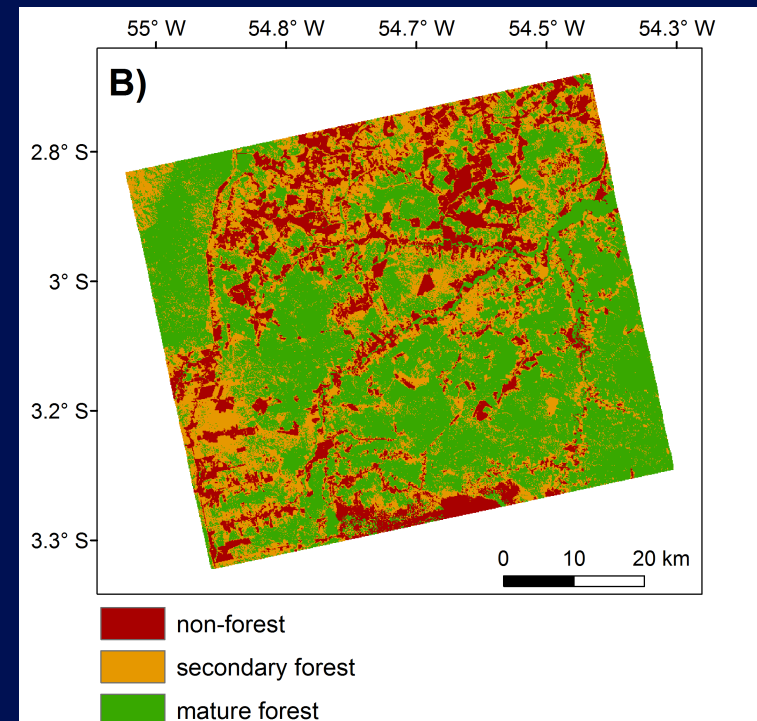 55° W 54.8° W 54.7° W 54.5° W 54.3° W
B)
2.8° S
3° S
3.2° S
3.3° S
0 10 20 km
non-forest
secondary forest
mature forest